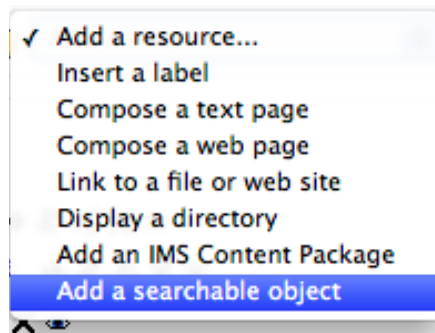 ✓ Add a resource...
Insert a label
Compose a text page
Compose a web page
Link to a file or web site
Display a directory
Add an IMS Content Package
Add a searchable object